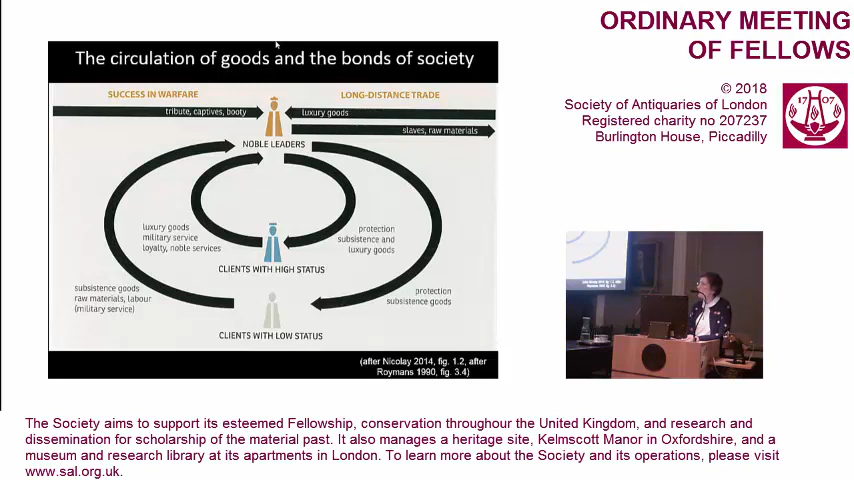 ORDINARY MEETING
OF FELLOWS
© 2018
Society of Antiquaries of London
Registered charity no 207237
Burlington House, Piccadilly
17 07
The circulation of goods and the bonds of society
SUCCESS IN WARFARE
LONG-DISTANCE TRADE
tribute, captives, booty
luxury goods
slaves, raw materials
NOBLE LEADERS
luxury goods
military service
loyalty, noble services
protection
subsistence and
luxury goods
CLIENTS WITH HIGH STATUS
subsistence goods
raw materials, labour
(military service)
protection
subsistence goods
CLIENTS WITH LOW STATUS
(after Nicolay 2014, fig. 1.2, after
Roymans 1990, fig. 3.4)
The Society aims to support its esteemed Fellowship, conservation throughour the United Kingdom, and research and
dissemination for scholarship of the material past. It also manages a heritage site, Kelmscott Manor in Oxfordshire, and a
museum and research library at its apartments in London. To learn more about the Society and its operations, please visit
www.sal.org.uk.